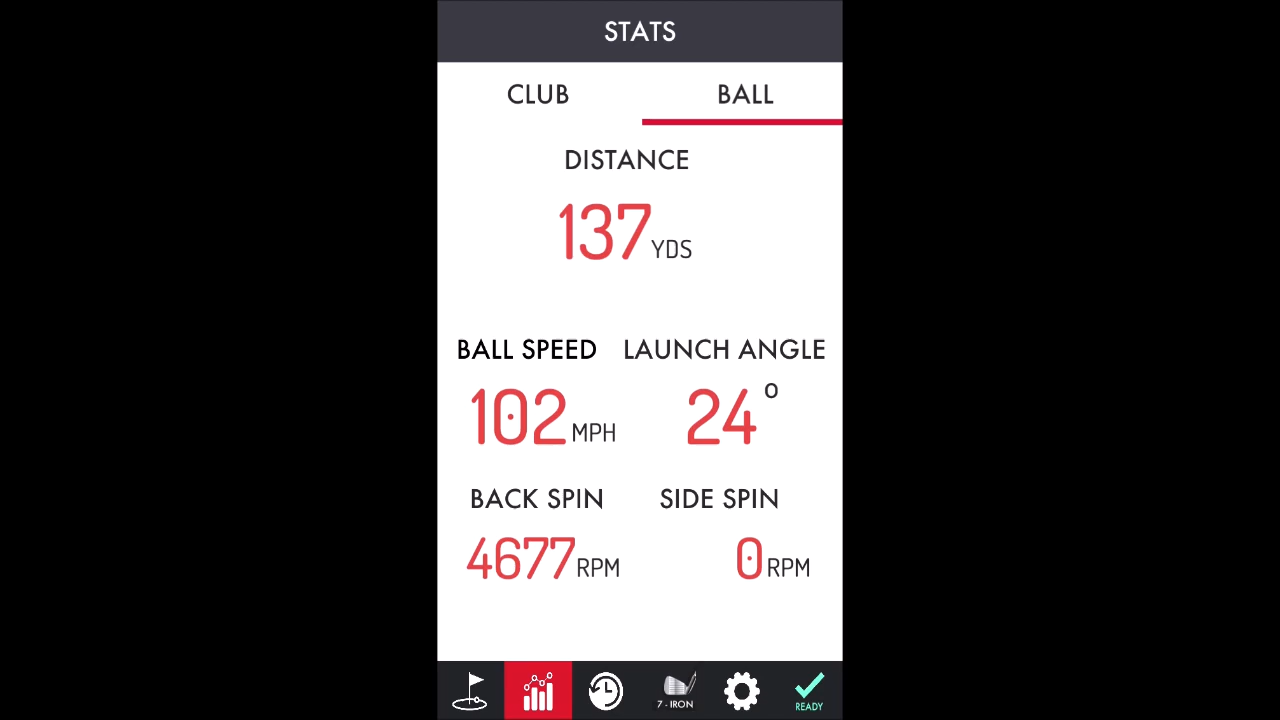 STATS
CLUB BALL
DISTANCE
137 YDS
BALL SPEED LAUNCH ANGLE
102 MPH 24°
BACK SPIN SIDE SPIN
4677 RPM 0 RPM
7 - IRON READY